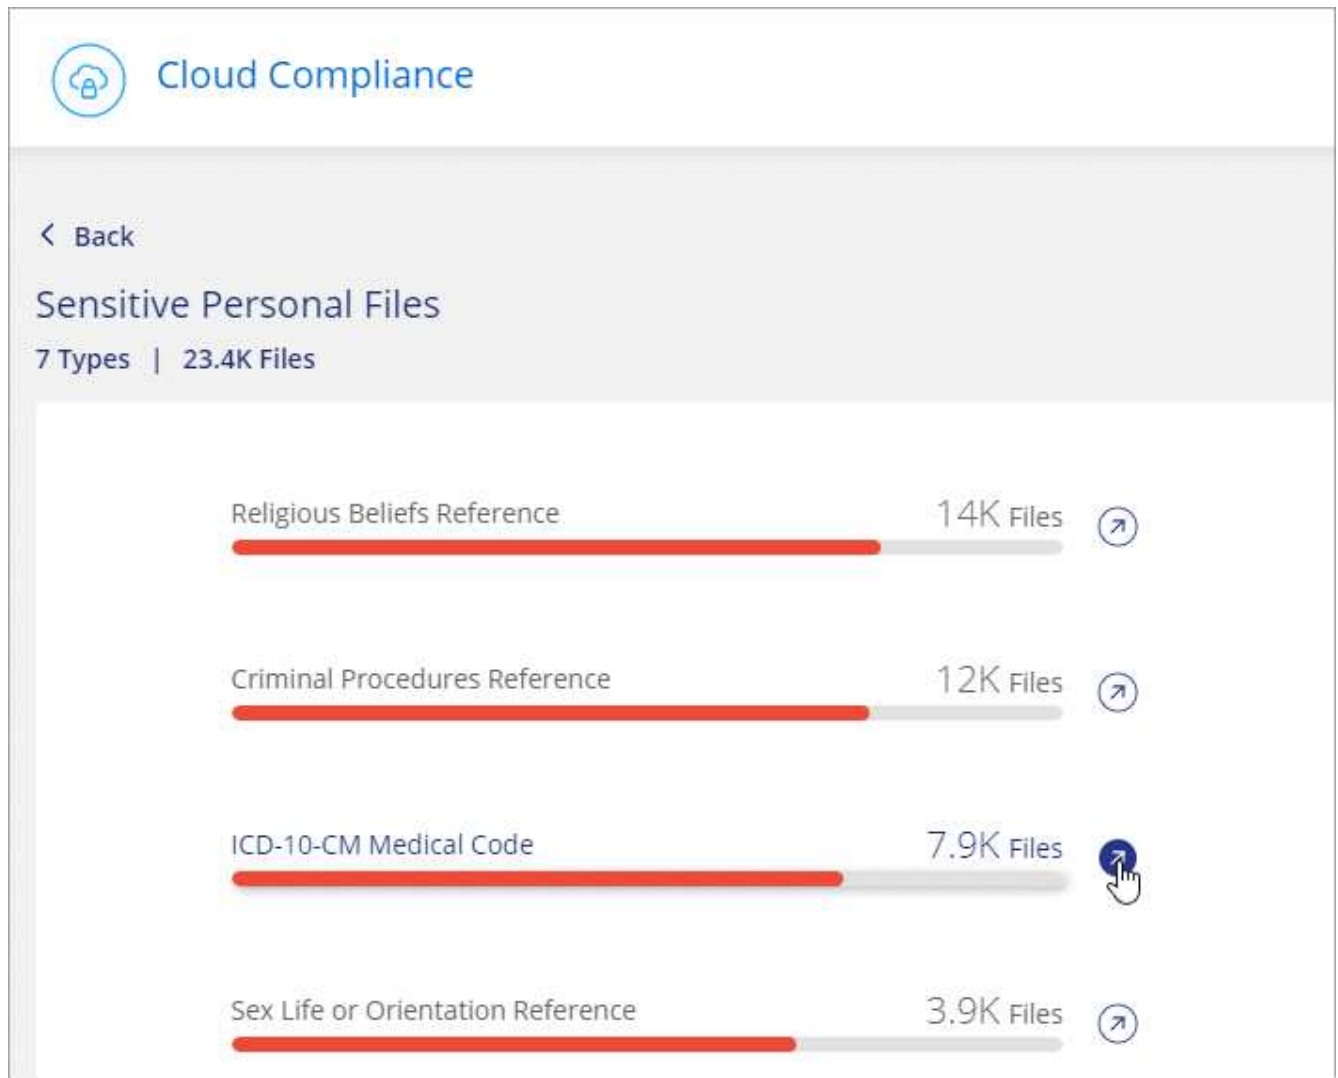 Cloud Compliance
Back
Sensitive Personal Files
7 Types | 23.4K Files
Religious Beliefs Reference 14K Files
Criminal Procedures Reference 12K Files
ICD-10-CM Medical Code 7.9K Files
Sex Life or Orientation Reference 3.9K Files